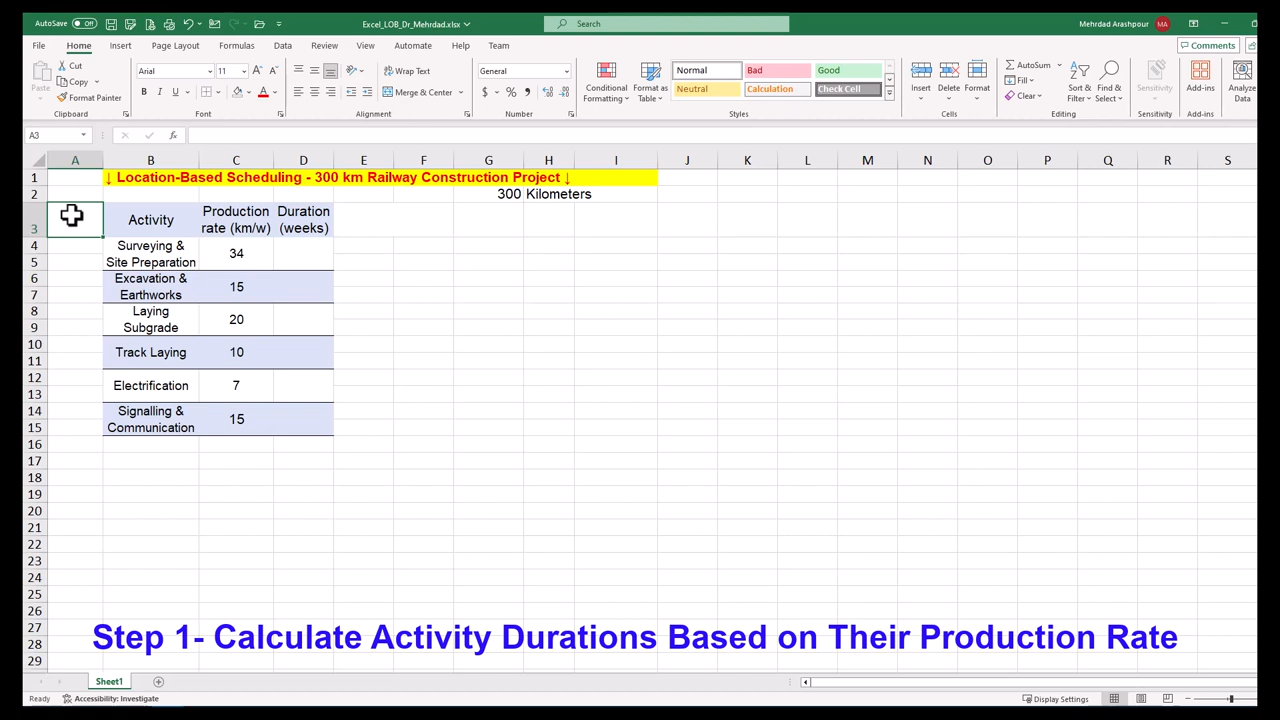 AutoSave Off Excel_LOB_Dr_Mehrdad.xlsx Search Mehrdad Arashpour MA
File Home Insert Page Layout Formulas Data Review View Automate Help Team Comments
Paste Cut Copy Format Painter Clipboard
Arial 11 B I U Font
Wrap Text Merge & Center Alignment
General $ % Number
Conditional Formatting Format as Table
Normal Bad Good
Neutral Calculation Check Cell
Styles
Insert Delete Format Cells
AutoSum Fill Clear Sort & Filter Find & Select Editing
Sensitivity Sensitivity
Add-ins Add-ins
Analyze Data
A3 fx
A B C D E F G H I J K L M N O P Q R S
1 ↓ Location-Based Scheduling - 300 km Railway Construction Project ↓
2 300 Kilometers
3 Activity Production rate (km/w) Duration (weeks)
4 Surveying &
5 Site Preparation 34
6 Excavation &
7 Earthworks 15
8 Laying
9 Subgrade 20
10
11 Track Laying 10
12
13 Electrification 7
14 Signalling &
15 Communication 15
16
17
18
19
20
21
22
23
24
25
26
27
28
29
Step 1- Calculate Activity Durations Based on Their Production Rate
Sheet1
Ready Accessibility: Investigate Display Settings